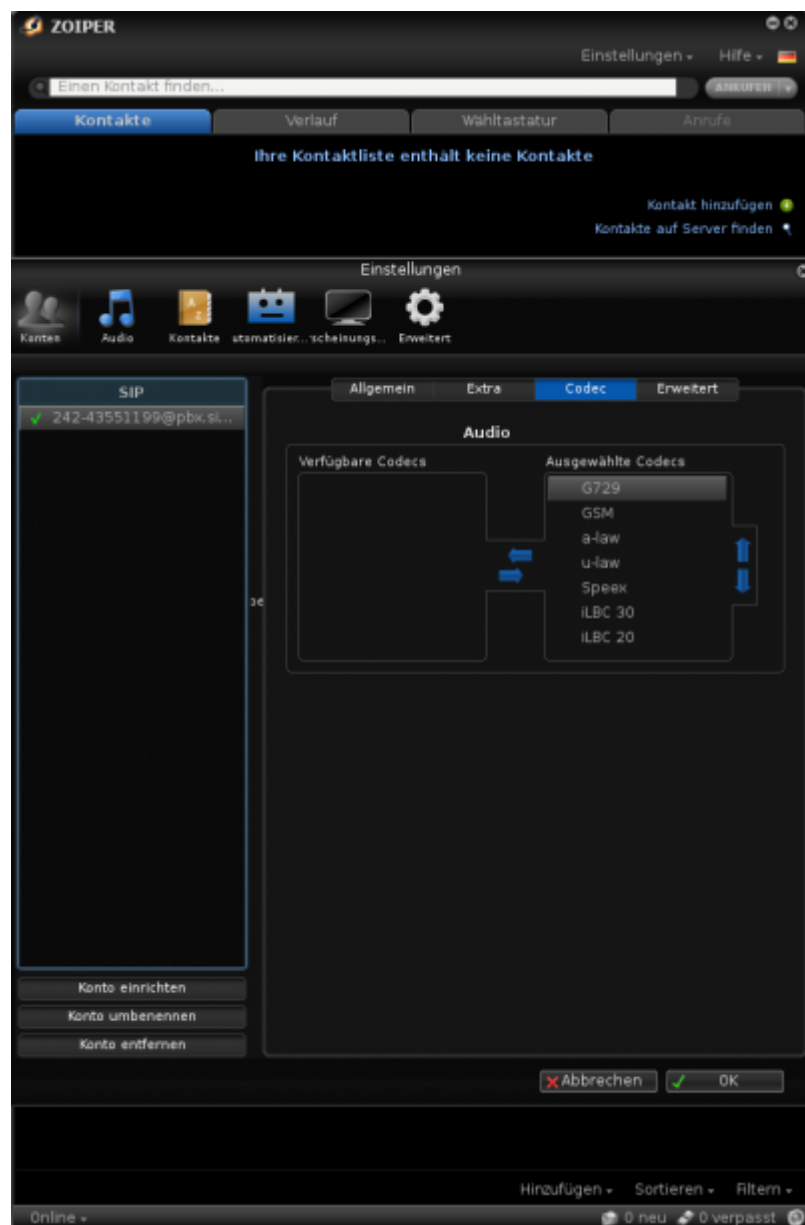 ZOIPER
Einstellungen Hilfe
Einen Kontakt finden...
ANRUFEN
Kontakte Verlauf Wähltastatur Anrufe
Ihre Kontaktliste enthält keine Kontakte
Kontakt hinzufügen
Kontakte auf Server finden
Einstellungen
Konten Audio Kontakte utomatisier... scheinungs... Erweitert
SIP
242-43551199@pbx.si...
Allgemein Extra Codec Erweitert
Audio
Verfügbare Codecs Ausgewählte Codecs
G729
GSM
a-law
u-law
Speex
iLBC 30
iLBC 20
Konto einrichten
Konto umbenennen
Konto entfernen
Abbrechen OK
Hinzufügen Sortieren Filtern
Online 0 neu 0 verpasst